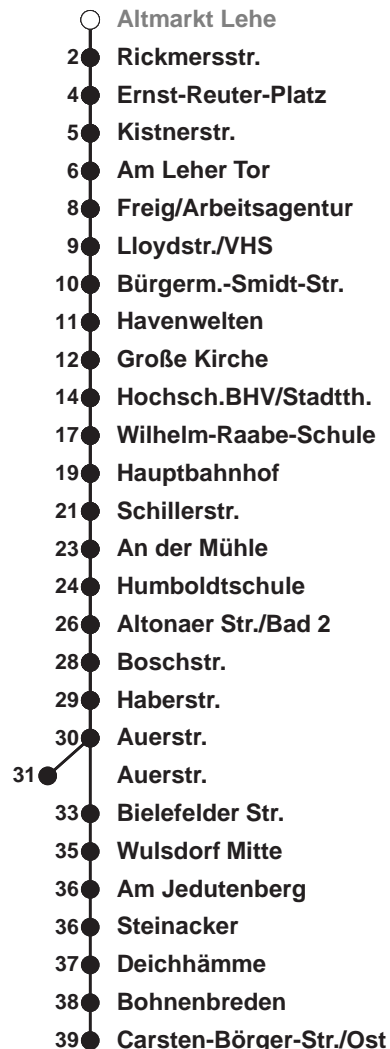 Altmarkt Lehe
2 Rickmersstr.
4 Ernst-Reuter-Platz
5 Kistnerstr.
6 Am Leher Tor
8 Freig/Arbeitsagentur
9 Lloydstr./VHS
10 Bürgerm.-Smidt-Str.
11 Havenwelten
12 Große Kirche
14 Hochsch.BHV/Stadtth.
17 Wilhelm-Raabe-Schule
19 Hauptbahnhof
21 Schillerstr.
23 An der Mühle
24 Humboldtschule
26 Altonaer Str./Bad 2
28 Boschstr.
29 Haberstr.
30 Auerstr.
31 Auerstr.
33 Bielefelder Str.
35 Wulsdorf Mitte
36 Am Jedutenberg
36 Steinacker
37 Deichhämme
38 Bohnenbreden
39 Carsten-Börger-Str./Ost